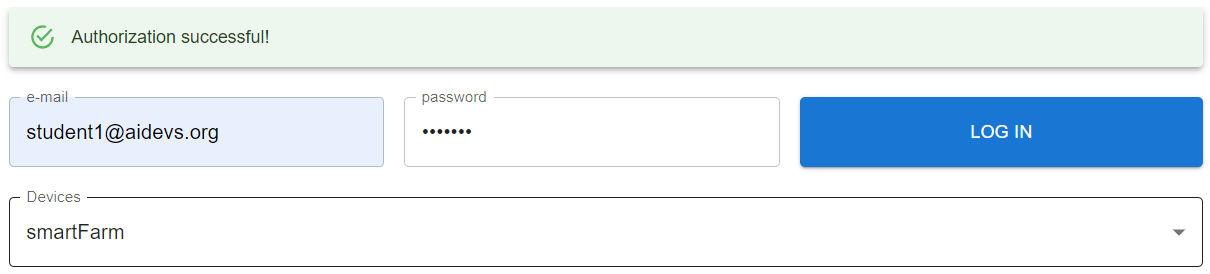 Authorization successful!
e-mail
password
student1@aidevs.org
•••••••
LOG IN
Devices
smartFarm